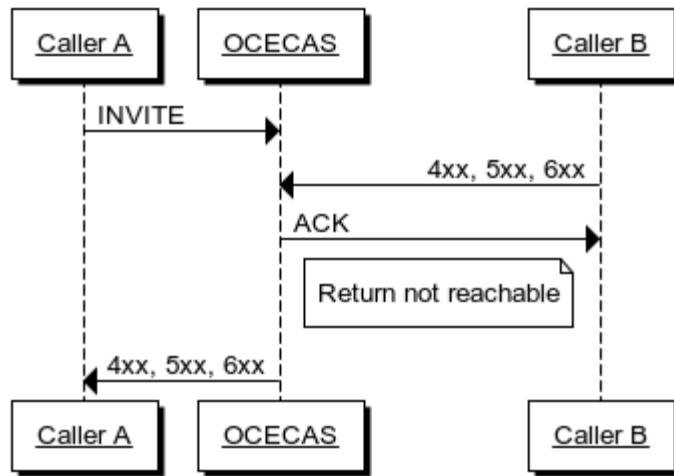 Caller A
OCECAS
Caller B
INVITE
4xx, 5xx, 6xx
ACK
Return not reachable
4xx, 5xx, 6xx
Caller A
OCECAS
Caller B